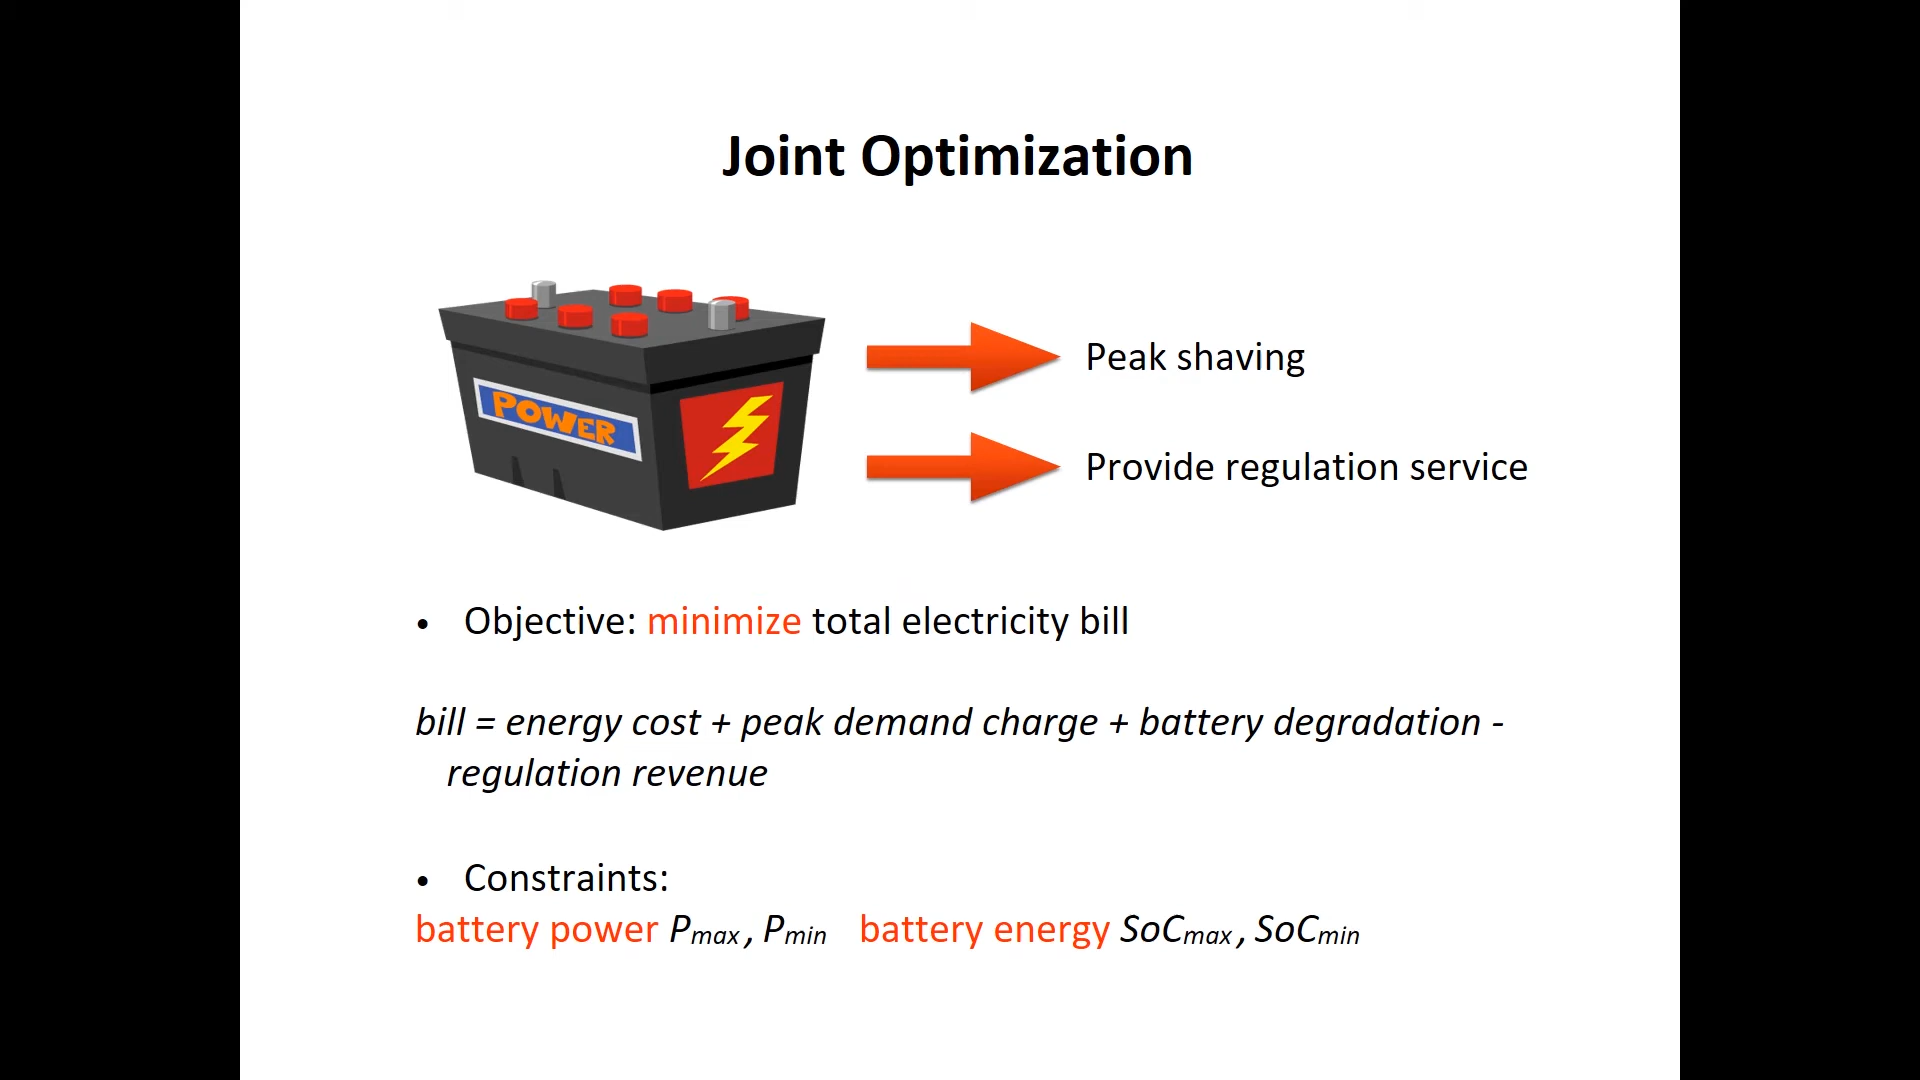 Joint Optimization
POWER
Peak shaving
Provide regulation service
• Objective: minimize total electricity bill
bill = energy cost + peak demand charge + battery degradation -
regulation revenue
• Constraints:
battery power Pmax, Pmin battery energy SoCmax, SoCmin